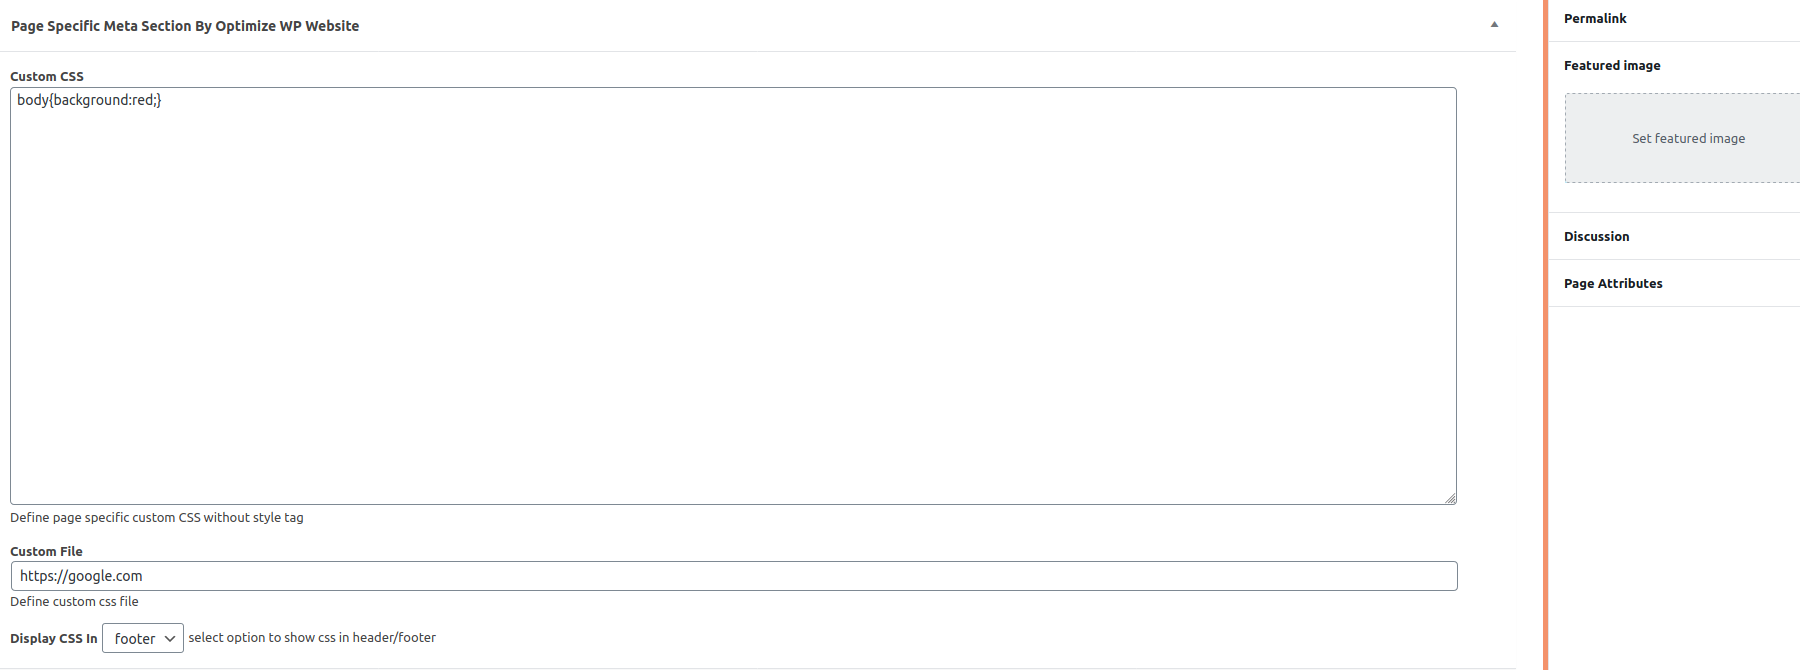 Page Specific Meta Section By Optimize WP Website
Custom CSS
body{background:red;}
Define page specific custom CSS without style tag
Custom File
https://google.com
Define custom css file
Display CSS In footer select option to show css in header/footer
Permalink
Featured image
Set featured image
Discussion
Page Attributes